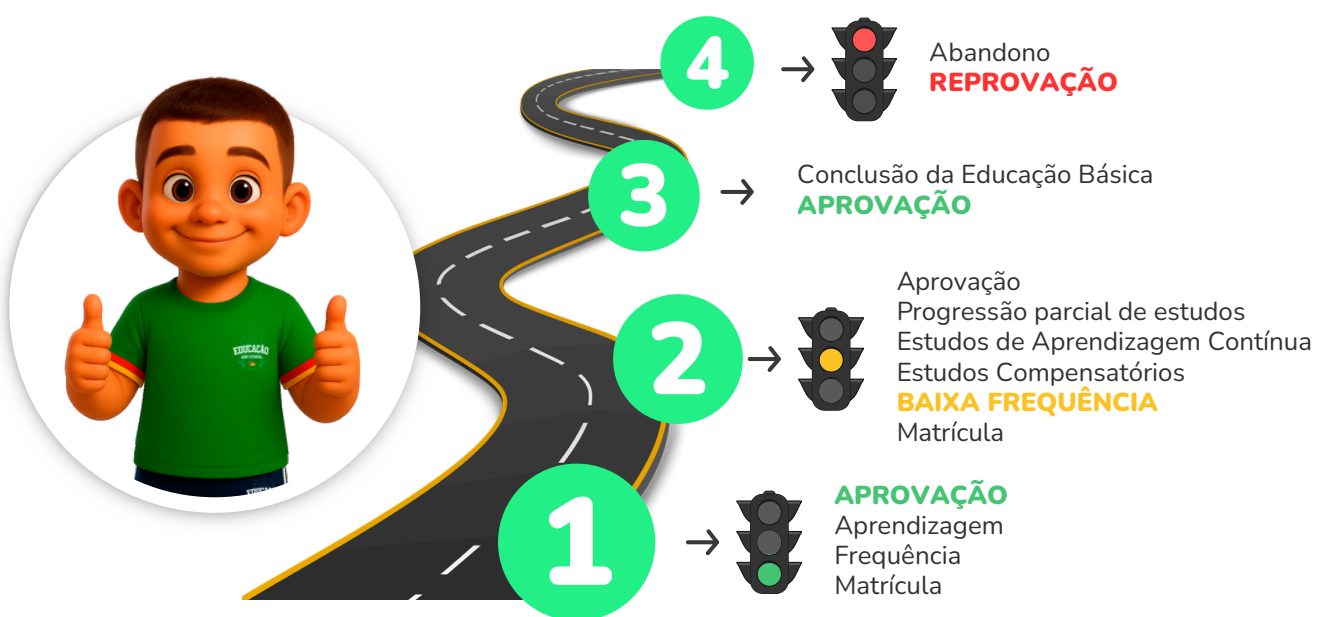 4
Abandono
REPROVAÇÃO
3
Conclusão da Educação Básica
APROVAÇÃO
2
Aprovação
Progressão parcial de estudos
Estudos de Aprendizagem Contínua
Estudos Compensatórios
BAIXA FREQUÊNCIA
Matrícula
1
APROVAÇÃO
Aprendizagem
Frequência
Matrícula
EDUCAÇÃO